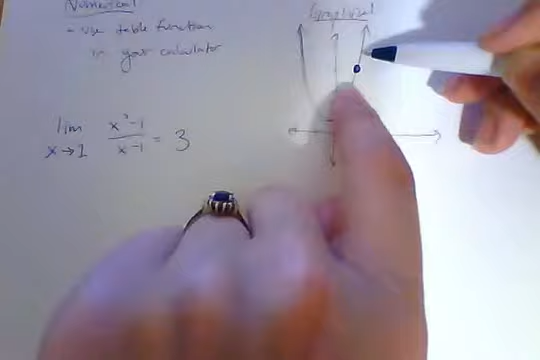 Numerical
- use table function
in your calculator
Graphical
lim x→1 x³-1 / x-1 = 3